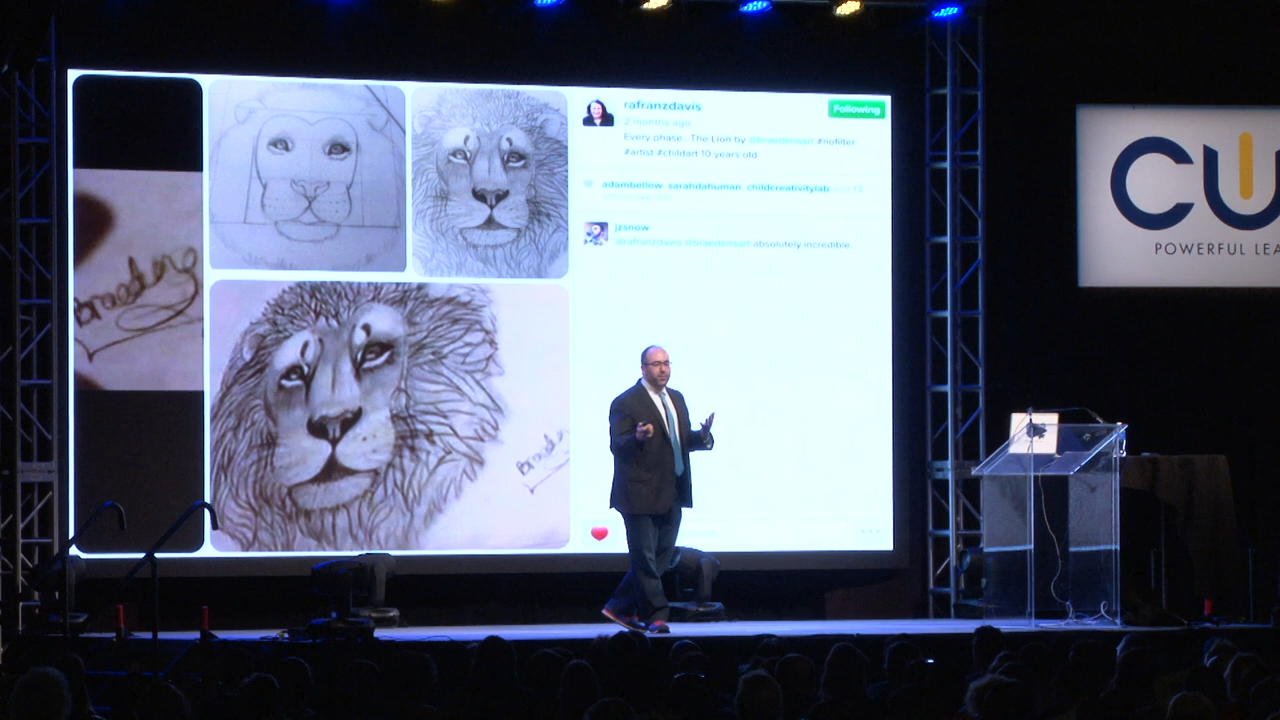 rafranzdavis
Following
2 months ago
Every phase...The Lion by @braedensart #nofilter
#artist #childart 10 years old
adambellow, sarahdahuman, childcreativitylab
jzsnow
@rafranzdavis @braedensart absolutely incredible.
Braeden
CU
POWERFUL